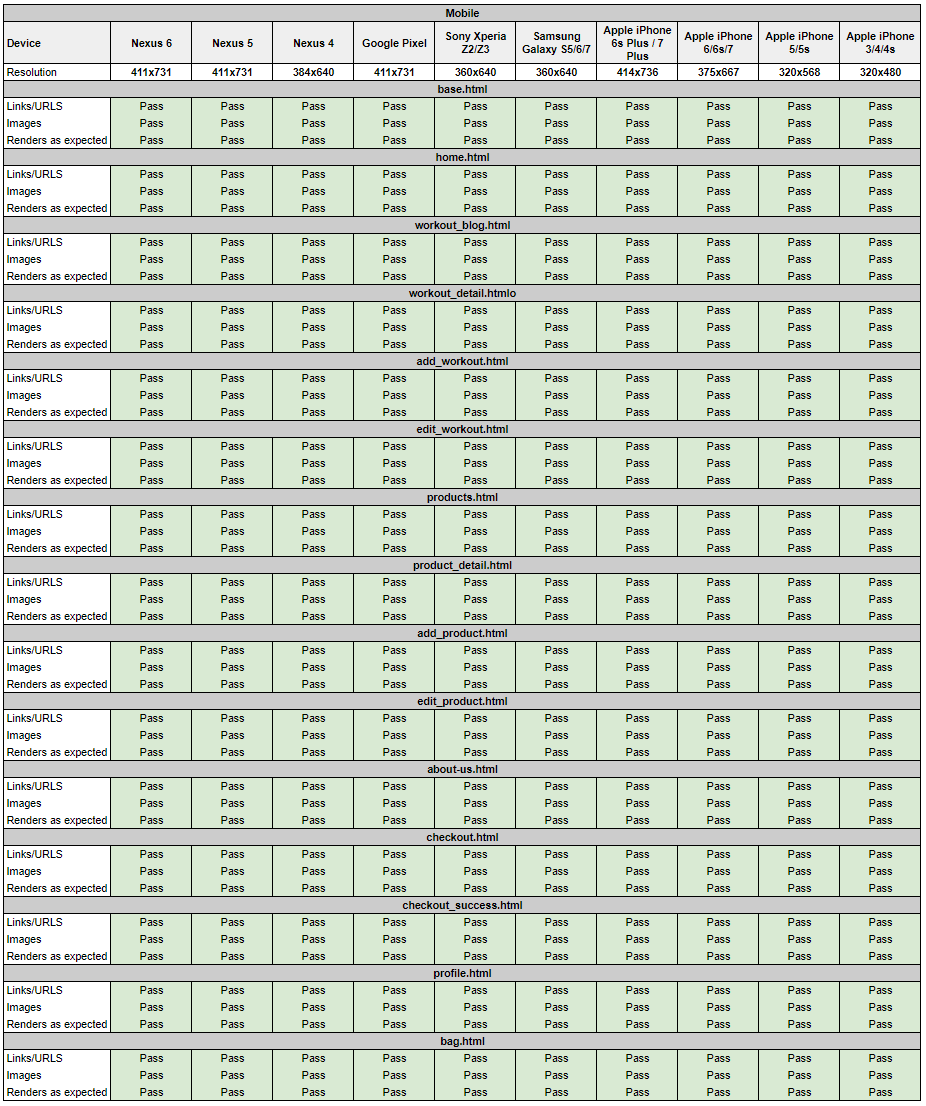 Mobile
Device Nexus 6 Nexus 5 Nexus 4 Google Pixel Sony Xperia Z2/Z3 Samsung Galaxy S5/6/7 Apple iPhone 6s Plus / 7 Plus Apple iPhone 6/6s/7 Apple iPhone 5/5s Apple iPhone 3/4/4s
Resolution 411x731 411x731 384x640 411x731 360x640 360x640 414x736 375x667 320x568 320x480
base.html
Links/URLS Pass Pass Pass Pass Pass Pass Pass Pass Pass Pass
Images Pass Pass Pass Pass Pass Pass Pass Pass Pass Pass
Renders as expected Pass Pass Pass Pass Pass Pass Pass Pass Pass Pass
home.html
Links/URLS Pass Pass Pass Pass Pass Pass Pass Pass Pass Pass
Images Pass Pass Pass Pass Pass Pass Pass Pass Pass Pass
Renders as expected Pass Pass Pass Pass Pass Pass Pass Pass Pass Pass
workout_blog.html
Links/URLS Pass Pass Pass Pass Pass Pass Pass Pass Pass Pass
Images Pass Pass Pass Pass Pass Pass Pass Pass Pass Pass
Renders as expected Pass Pass Pass Pass Pass Pass Pass Pass Pass Pass
workout_detail.htmlo
Links/URLS Pass Pass Pass Pass Pass Pass Pass Pass Pass Pass
Images Pass Pass Pass Pass Pass Pass Pass Pass Pass Pass
Renders as expected Pass Pass Pass Pass Pass Pass Pass Pass Pass Pass
add_workout.html
Links/URLS Pass Pass Pass Pass Pass Pass Pass Pass Pass Pass
Images Pass Pass Pass Pass Pass Pass Pass Pass Pass Pass
Renders as expected Pass Pass Pass Pass Pass Pass Pass Pass Pass Pass
edit_workout.html
Links/URLS Pass Pass Pass Pass Pass Pass Pass Pass Pass Pass
Images Pass Pass Pass Pass Pass Pass Pass Pass Pass Pass
Renders as expected Pass Pass Pass Pass Pass Pass Pass Pass Pass Pass
products.html
Links/URLS Pass Pass Pass Pass Pass Pass Pass Pass Pass Pass
Images Pass Pass Pass Pass Pass Pass Pass Pass Pass Pass
Renders as expected Pass Pass Pass Pass Pass Pass Pass Pass Pass Pass
product_detail.html
Links/URLS Pass Pass Pass Pass Pass Pass Pass Pass Pass Pass
Images Pass Pass Pass Pass Pass Pass Pass Pass Pass Pass
Renders as expected Pass Pass Pass Pass Pass Pass Pass Pass Pass Pass
add_product.html
Links/URLS Pass Pass Pass Pass Pass Pass Pass Pass Pass Pass
Images Pass Pass Pass Pass Pass Pass Pass Pass Pass Pass
Renders as expected Pass Pass Pass Pass Pass Pass Pass Pass Pass Pass
edit_product.html
Links/URLS Pass Pass Pass Pass Pass Pass Pass Pass Pass Pass
Images Pass Pass Pass Pass Pass Pass Pass Pass Pass Pass
Renders as expected Pass Pass Pass Pass Pass Pass Pass Pass Pass Pass
about-us.html
Links/URLS Pass Pass Pass Pass Pass Pass Pass Pass Pass Pass
Images Pass Pass Pass Pass Pass Pass Pass Pass Pass Pass
Renders as expected Pass Pass Pass Pass Pass Pass Pass Pass Pass Pass
checkout.html
Links/URLS Pass Pass Pass Pass Pass Pass Pass Pass Pass Pass
Images Pass Pass Pass Pass Pass Pass Pass Pass Pass Pass
Renders as expected Pass Pass Pass Pass Pass Pass Pass Pass Pass Pass
checkout_success.html
Links/URLS Pass Pass Pass Pass Pass Pass Pass Pass Pass Pass
Images Pass Pass Pass Pass Pass Pass Pass Pass Pass Pass
Renders as expected Pass Pass Pass Pass Pass Pass Pass Pass Pass Pass
profile.html
Links/URLS Pass Pass Pass Pass Pass Pass Pass Pass Pass Pass
Images Pass Pass Pass Pass Pass Pass Pass Pass Pass Pass
Renders as expected Pass Pass Pass Pass Pass Pass Pass Pass Pass Pass
bag.html
Links/URLS Pass Pass Pass Pass Pass Pass Pass Pass Pass Pass
Images Pass Pass Pass Pass Pass Pass Pass Pass Pass Pass
Renders as expected Pass Pass Pass Pass Pass Pass Pass Pass Pass Pass